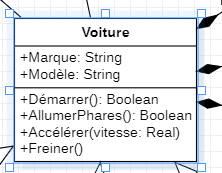 Voiture
+Marque: String
+Modèle: String
+Démarrer(): Boolean
+AllumerPhares(): Boolean
+Accélérer(vitesse: Real)
+Freiner()